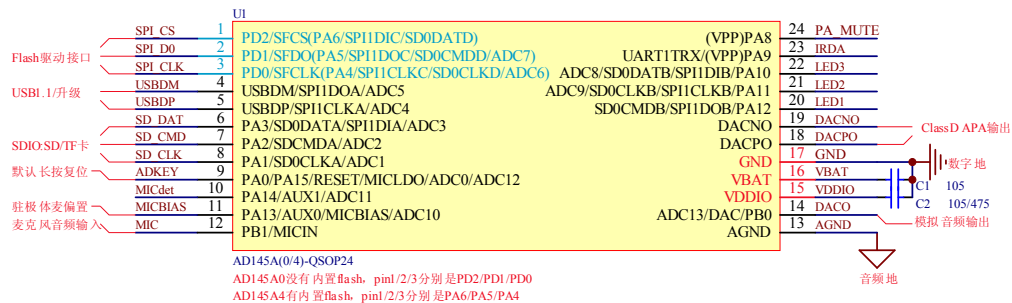 U1
SPI_CS 1 PD2/SFCS(PA6/SPI1DIC/SD0DATD) (VPP)PA8 24 PA_MUTE
Flash驱动接口 SPI_D0 2 PD1/SFDO(PA5/SPI1DOC/SD0CMDD/ADC7) UART1TRX/(VPP)PA9 23 IRDA
SPI_CLK 3 PD0/SFCLK(PA4/SPI1CLKC/SD0CLKD/ADC6) ADC8/SD0DATB/SPI1DIB/PA10 22 LED3
USB1.1/升级 USBDM 4 USBDM/SPI1DOA/ADC5 ADC9/SD0CLKB/SPI1CLKB/PA11 21 LED2
USBDP 5 USBDP/SPI1CLKA/ADC4 SD0CMDB/SPI1DOB/PA12 20 LED1
SD_DAT 6 PA3/SD0DATA/SPI1DIA/ADC3 DACNO 19 DACNO
SDIO:SD/TF卡 SD_CMD 7 PA2/SDCMDA/ADC2 DACPO 18 DACPO ClassD APA输出
SD_CLK 8 PA1/SD0CLKA/ADC1 GND 17 GND 数字地
默认长按复位 ADKEY 9 PA0/PA15/RESET/MICLDO/ADC0/ADC12 VBAT 16 VBAT C1 105
MICdet 10 PA14/AUX1/ADC11 VDDIO 15 VDDIO C2 105/475
驻极体麦偏置 MICBIAS 11 PA13/AUX0/MICBIAS/ADC10 ADC13/DAC/PB0 14 DACO 模拟音频输出
麦克风音频输入 MIC 12 PB1/MICIN AGND 13 AGND
音频地
AD145A(0/4)-QSOP24
AD145A0没有内置flash，pin1/2/3分别是PD2/PD1/PD0
AD145A4有内置flash，pin1/2/3分别是PA6/PA5/PA4